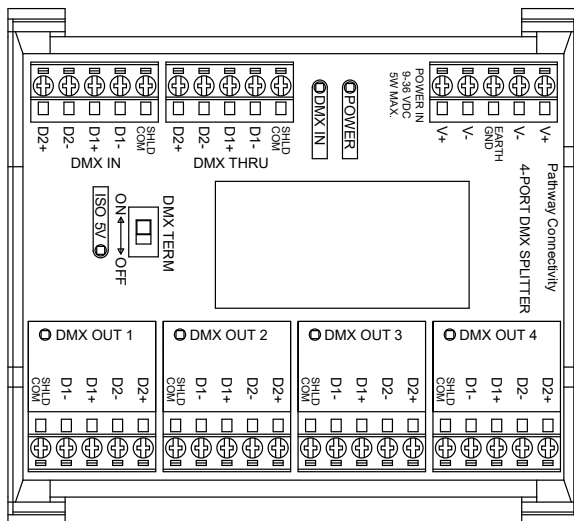 D2+ D2- D1+ D1- SHLD COM
DMX IN
D2+ D2- D1+ D1- SHLD COM
DMX THRU
DMX IN
POWER
POWER IN
9-36 VDC
5W MAX.
V+ V- EARTH GND V- V+
Pathway Connectivity
4-PORT DMX SPLITTER
ISO 5V
ON OFF
DMX TERM
DMX OUT 1
SHLD COM D1- D1+ D2- D2+
DMX OUT 2
SHLD COM D1- D1+ D2- D2+
DMX OUT 3
SHLD COM D1- D1+ D2- D2+
DMX OUT 4
SHLD COM D1- D1+ D2- D2+